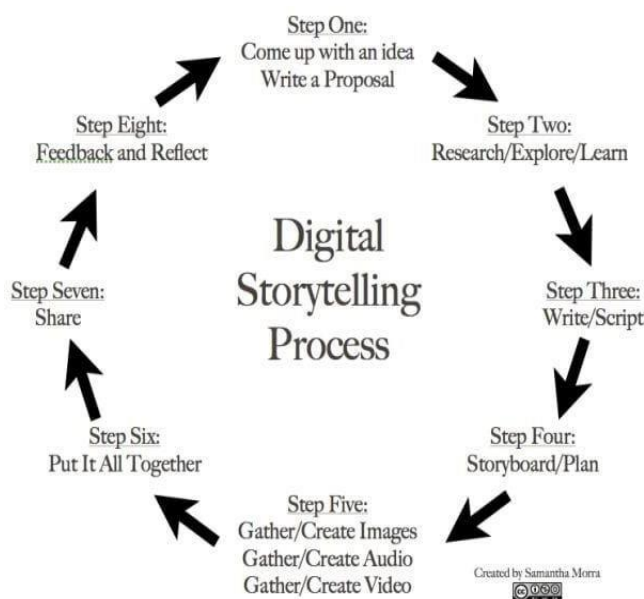 Step One:
Come up with an idea
Write a Proposal
Step Two:
Research/Explore/Learn
Step Three:
Write/Script
Step Four:
Storyboard/Plan
Step Five:
Gather/Create Images
Gather/Create Audio
Gather/Create Video
Step Six:
Put It All Together
Step Seven:
Share
Step Eight:
Feedback and Reflect
Digital
Storytelling
Process
Created by Samantha Morra